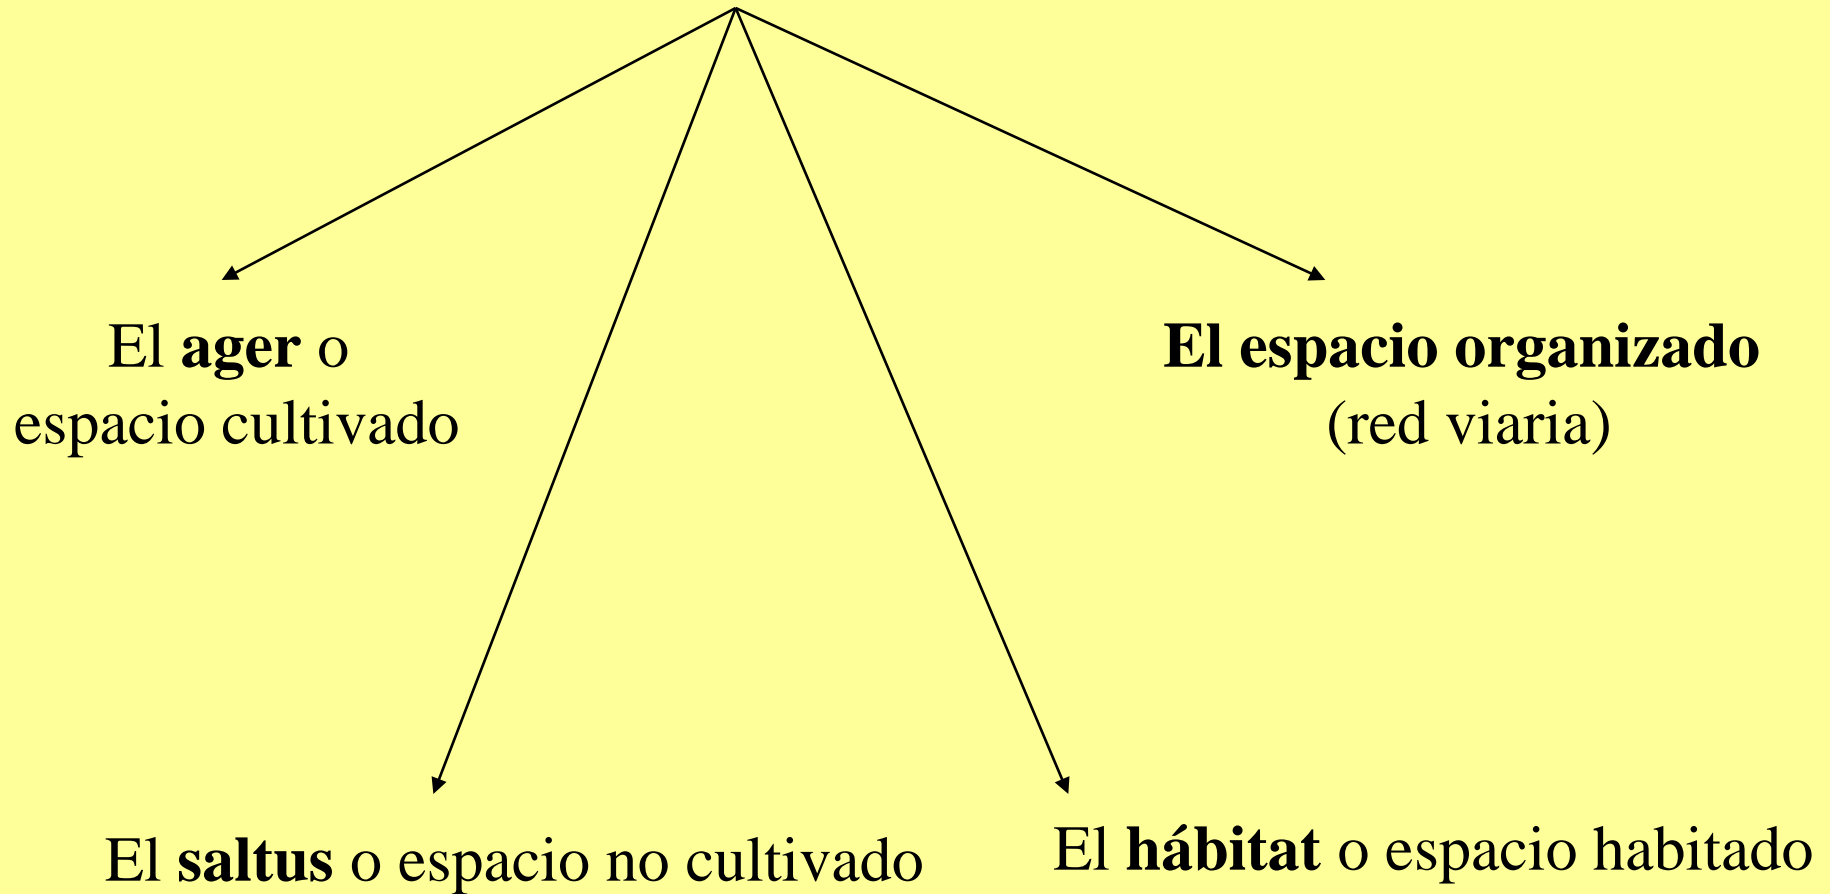 El ager o
espacio cultivado
El espacio organizado
(red viaria)
El saltus o espacio no cultivado
El hábitat o espacio habitado